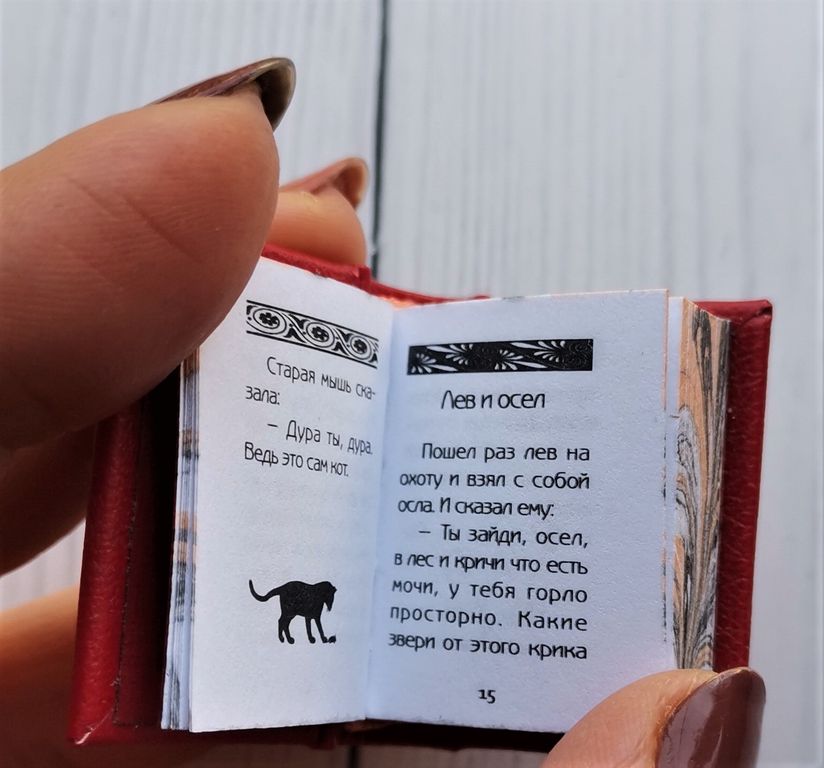 Старая мышь ска-
зала:
– Дура ты, дура.
Ведь это сам кот.
Лев и осел
Пошел раз лев на
охоту и взял с собой
осла. И сказал ему:
– Ты зайди, осел,
в лес и кричи что есть
мочи, у тебя горло
просторно. Какие
звери от этого крика
15